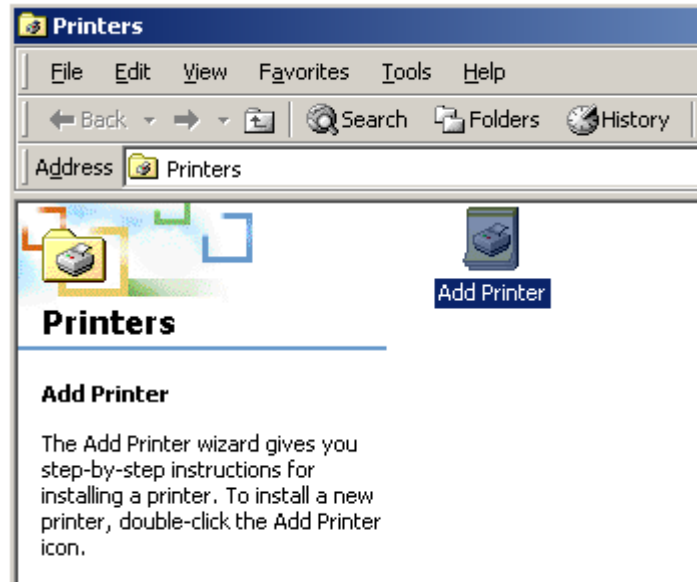 Printers
File Edit View Favorites Tools Help
Back Search Folders History
Address Printers
Add Printer
Printers
Add Printer
The Add Printer wizard gives you
step-by-step instructions for
installing a printer. To install a new
printer, double-click the Add Printer
icon.